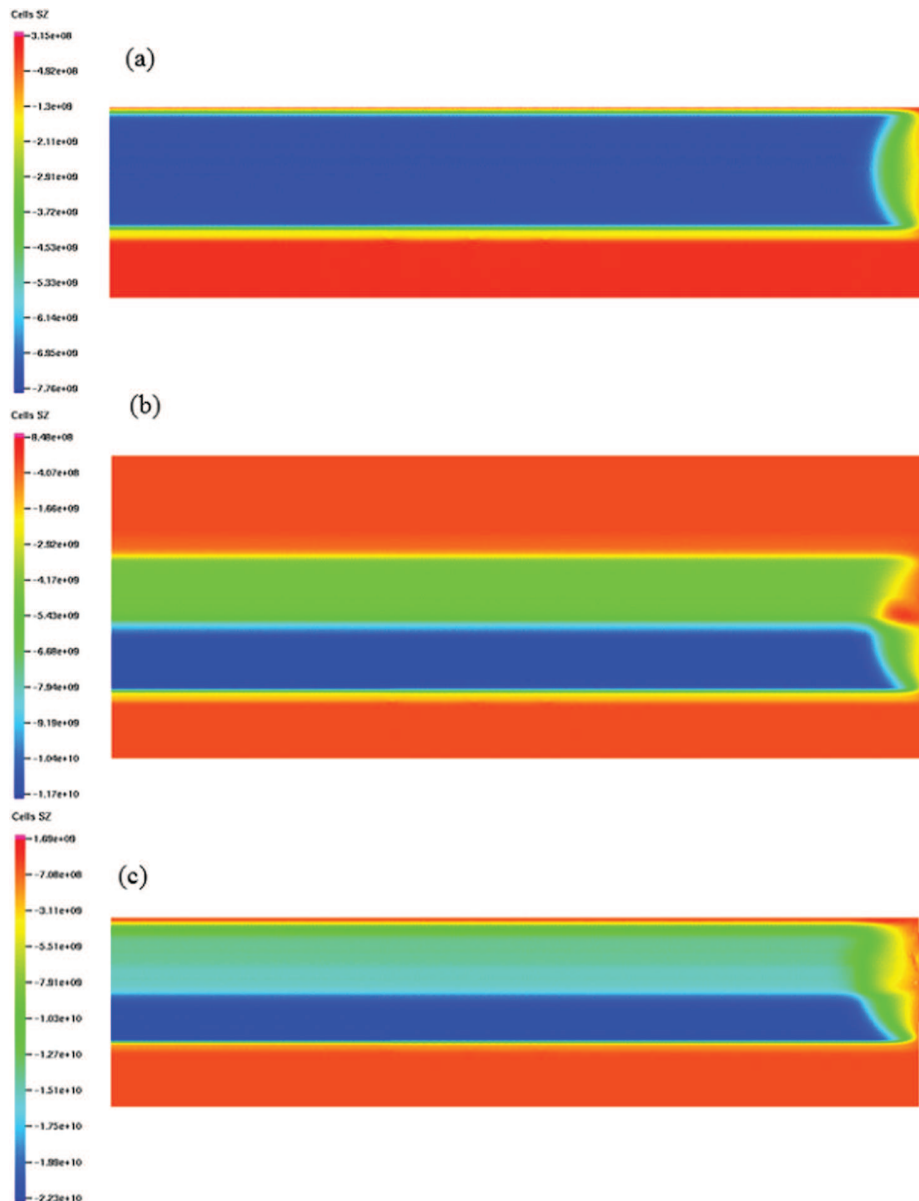 Cells SZ
3.15e+08
-4.92e+08
-1.3e+09
-2.11e+09
-2.91e+09
-3.72e+09
-4.53e+09
-5.33e+09
-6.14e+09
-6.95e+09
-7.76e+09
(a)
Cells SZ
8.48e+08
-4.07e+08
-1.66e+09
-2.92e+09
-4.17e+09
-5.43e+09
-6.68e+09
-7.94e+09
-9.19e+09
-1.04e+10
-1.17e+10
(b)
Cells SZ
1.69e+09
-7.08e+08
-3.11e+09
-5.51e+09
-7.91e+09
-1.03e+10
-1.27e+10
-1.51e+10
-1.75e+10
-1.99e+10
-2.23e+10
(c)